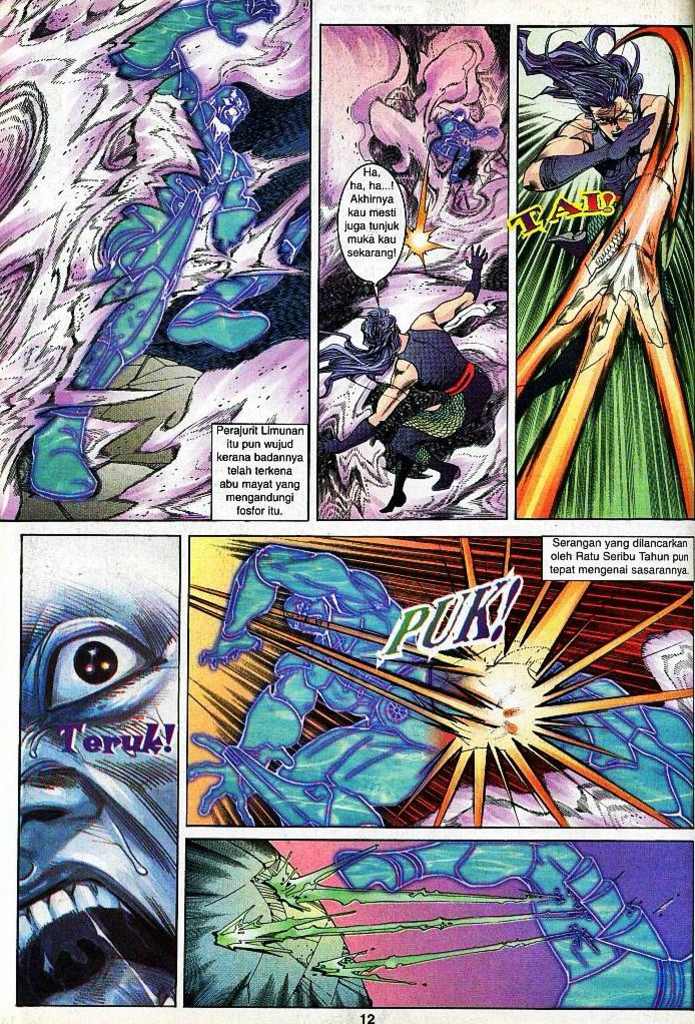 Perajurit Limunan
itu pun wujud
kerana badannya
telah terkena
abu mayat yang
mengandungi
fosfor itu.
Ha,
ha, ha...!
Akhirnya
kau mesti
juga tunjuk
muka kau
sekarang!
TAI!
Teruk!
Serangan yang dilancarkan
oleh Ratu Seribu Tahun pun
tepat mengenai sasarannya.
PUK!
12